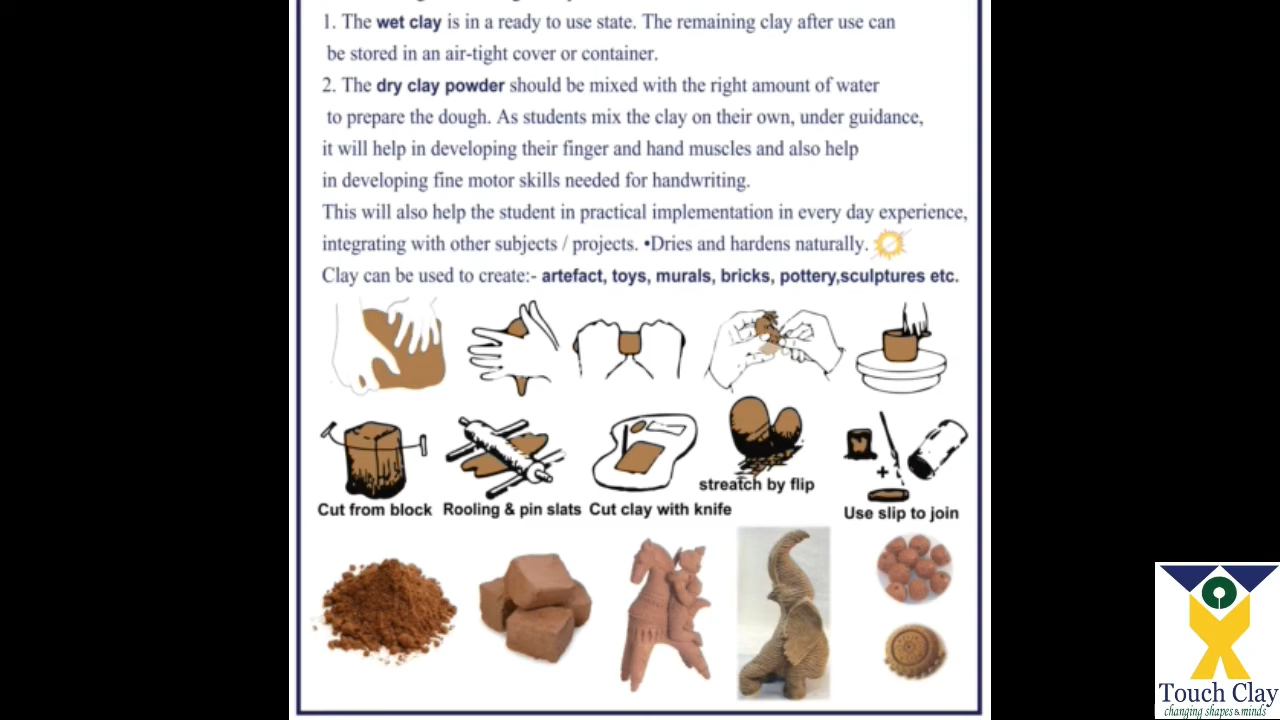 1. The wet clay is in a ready to use state. The remaining clay after use can
be stored in an air-tight cover or container.
2. The dry clay powder should be mixed with the right amount of water
to prepare the dough. As students mix the clay on their own, under guidance,
it will help in developing their finger and hand muscles and also help
in developing fine motor skills needed for handwriting.
This will also help the student in practical implementation in every day experience,
integrating with other subjects / projects. •Dries and hardens naturally.
Clay can be used to create:- artefact, toys, murals, bricks, pottery,sculptures etc.
streatch by flip
Cut from block
Rooling & pin slats
Cut clay with knife
Use slip to join
+
Touch Clay
changing shapes & minds